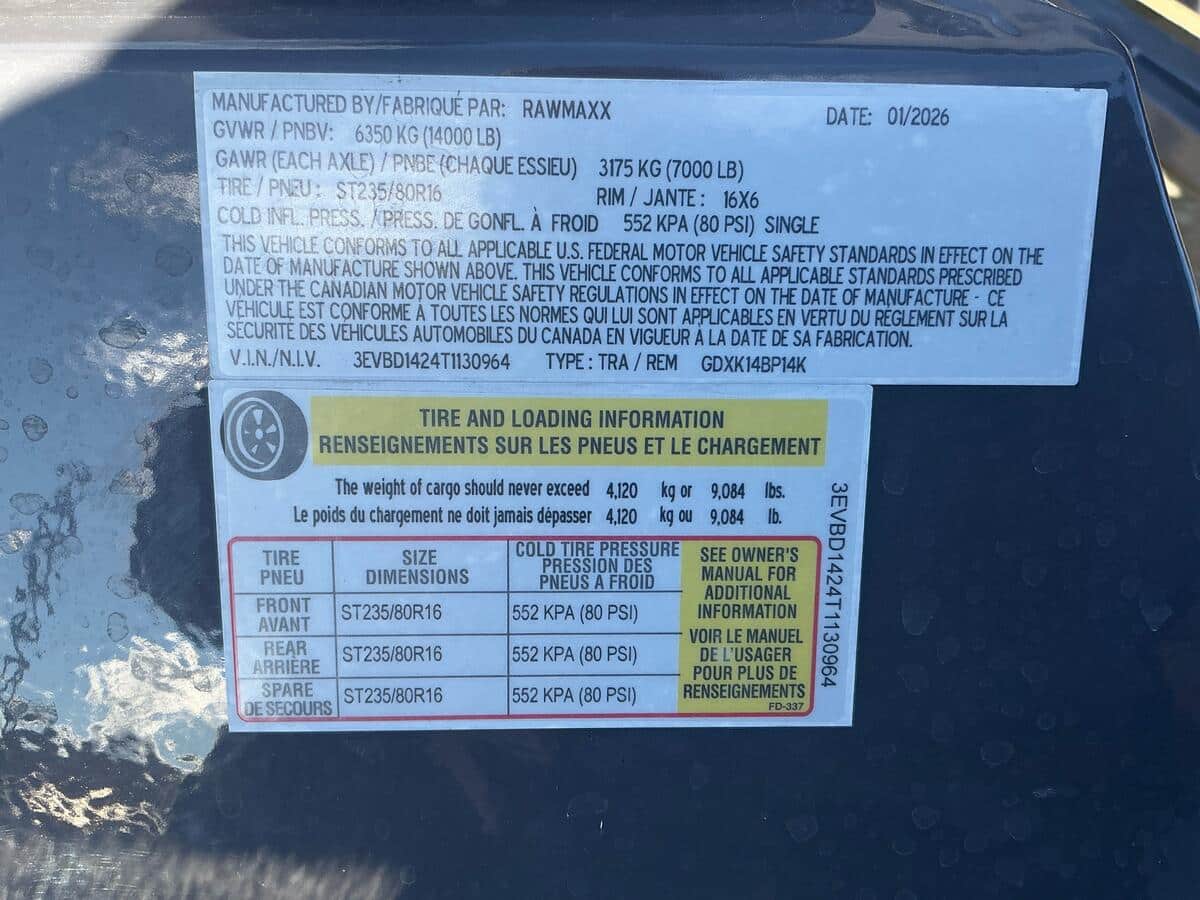 MANUFACTURED BY/FABRIQUÉ PAR: RAWMAXX DATE: 01/2026
GVWR / PNBV: 6350 KG (14000 LB)
GAWR (EACH AXLE) / PNBE (CHAQUE ESSIEU) 3175 KG (7000 LB)
TIRE / PNEU : ST235/80R16 RIM / JANTE : 16X6
COLD INFL. PRESS. / PRESS. DE GONFL. À FROID 552 KPA (80 PSI) SINGLE
THIS VEHICLE CONFORMS TO ALL APPLICABLE U.S. FEDERAL MOTOR VEHICLE SAFETY STANDARDS IN EFFECT ON THE
DATE OF MANUFACTURE SHOWN ABOVE. THIS VEHICLE CONFORMS TO ALL APPLICABLE STANDARDS PRESCRIBED
UNDER THE CANADIAN MOTOR VEHICLE SAFETY REGULATIONS IN EFFECT ON THE DATE OF MANUFACTURE - CE
VÉHICULE EST CONFORME À TOUTES LES NORMES QUI LUI SONT APPLICABLES EN VERTU DU RÈGLEMENT SUR LA
SÉCURITÉ DES VÉHICULES AUTOMOBILES DU CANADA EN VIGUEUR À LA DATE DE SA FABRICATION.
V.I.N./N.I.V. 3EVBD1424T1130964 TYPE : TRA / REM GDXK14BP14K
TIRE AND LOADING INFORMATION
RENSEIGNEMENTS SUR LES PNEUS ET LE CHARGEMENT
The weight of cargo should never exceed 4,120 kg or 9,084 lbs.
Le poids du chargement ne doit jamais dépasser 4,120 kg ou 9,084 lb.
TIRE
PNEU
SIZE
DIMENSIONS
COLD TIRE PRESSURE
PRESSION DES
PNEUS A FROID
FRONT
AVANT
ST235/80R16
552 KPA (80 PSI)
REAR
ARRIÈRE
ST235/80R16
552 KPA (80 PSI)
SPARE
DE SECOURS
ST235/80R16
552 KPA (80 PSI)
SEE OWNER'S
MANUAL FOR
ADDITIONAL
INFORMATION
VOIR LE MANUEL
DE L'USAGER
POUR PLUS DE
RENSEIGNEMENTS
FD-337
3EVBD1424T1130964